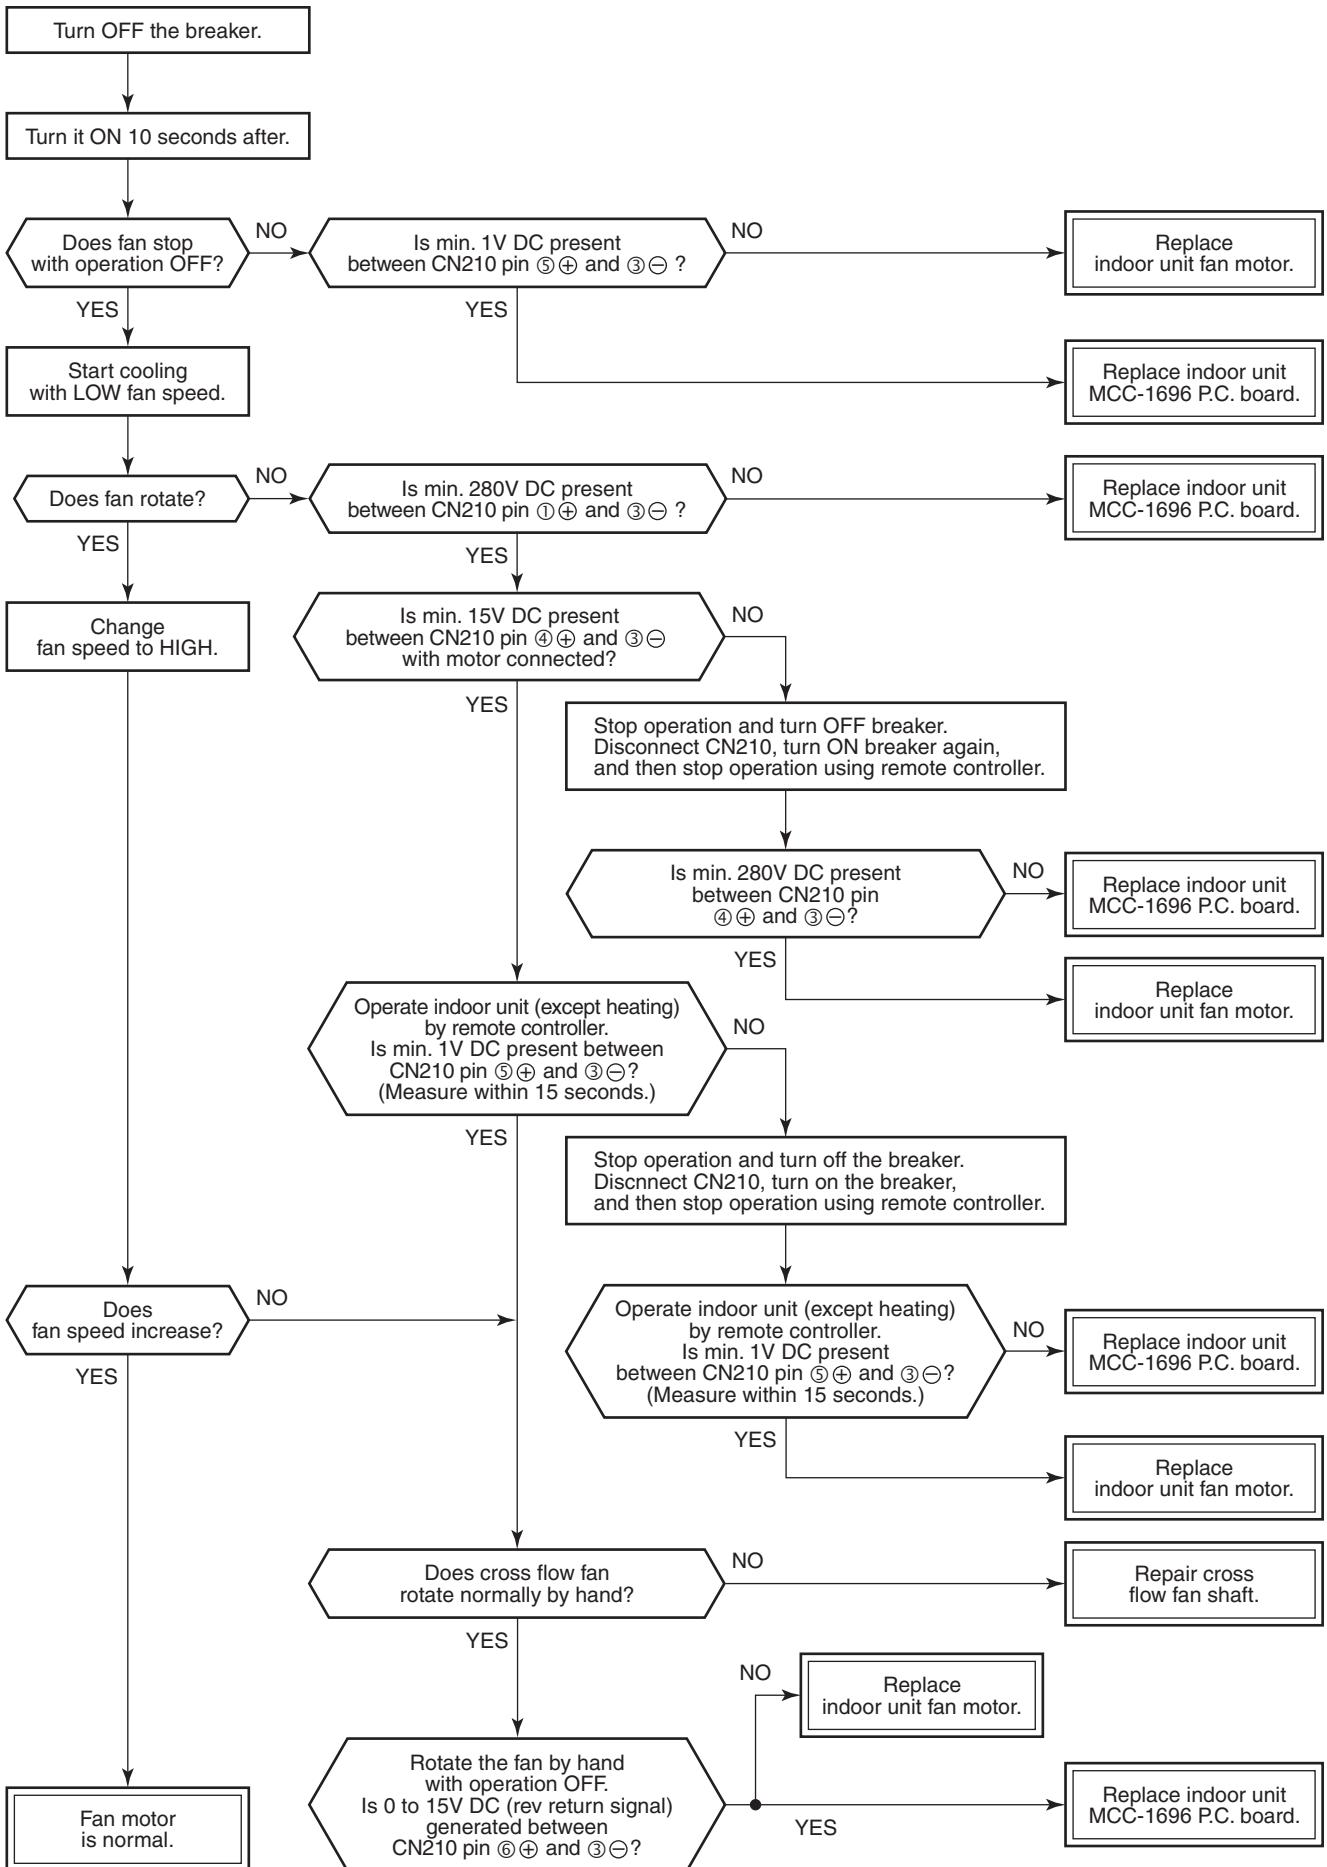 Turn OFF the breaker.
Turn it ON 10 seconds after.
Does fan stop
with operation OFF?
NO
YES
Is min. 1V DC present
between CN210 pin ⑤⊕ and ③⊖ ?
NO
YES
Replace
indoor unit fan motor.
Replace indoor unit
MCC-1696 P.C. board.
Start cooling
with LOW fan speed.
Does fan rotate?
NO
YES
Is min. 280V DC present
between CN210 pin ①⊕ and ③⊖ ?
NO
YES
Replace indoor unit
MCC-1696 P.C. board.
Change
fan speed to HIGH.
Is min. 15V DC present
between CN210 pin ④⊕ and ③⊖
with motor connected?
NO
YES
Stop operation and turn OFF breaker.
Disconnect CN210, turn ON breaker again,
and then stop operation using remote controller.
Is min. 280V DC present
between CN210 pin
④⊕ and ③⊖?
NO
YES
Replace indoor unit
MCC-1696 P.C. board.
Replace
indoor unit fan motor.
Operate indoor unit (except heating)
by remote controller.
Is min. 1V DC present between
CN210 pin ⑤⊕ and ③⊖?
(Measure within 15 seconds.)
NO
YES
Stop operation and turn off the breaker.
Discnnect CN210, turn on the breaker,
and then stop operation using remote controller.
Does
fan speed increase?
NO
YES
Operate indoor unit (except heating)
by remote controller.
Is min. 1V DC present
between CN210 pin ⑤⊕ and ③⊖?
(Measure within 15 seconds.)
NO
YES
Replace indoor unit
MCC-1696 P.C. board.
Replace
indoor unit fan motor.
Does cross flow fan
rotate normally by hand?
NO
YES
Repair cross
flow fan shaft.
Rotate the fan by hand
with operation OFF.
Is 0 to 15V DC (rev return signal)
generated between
CN210 pin ⑥⊕ and ③⊖?
NO
YES
Replace
indoor unit fan motor.
Replace indoor unit
MCC-1696 P.C. board.
Fan motor
is normal.